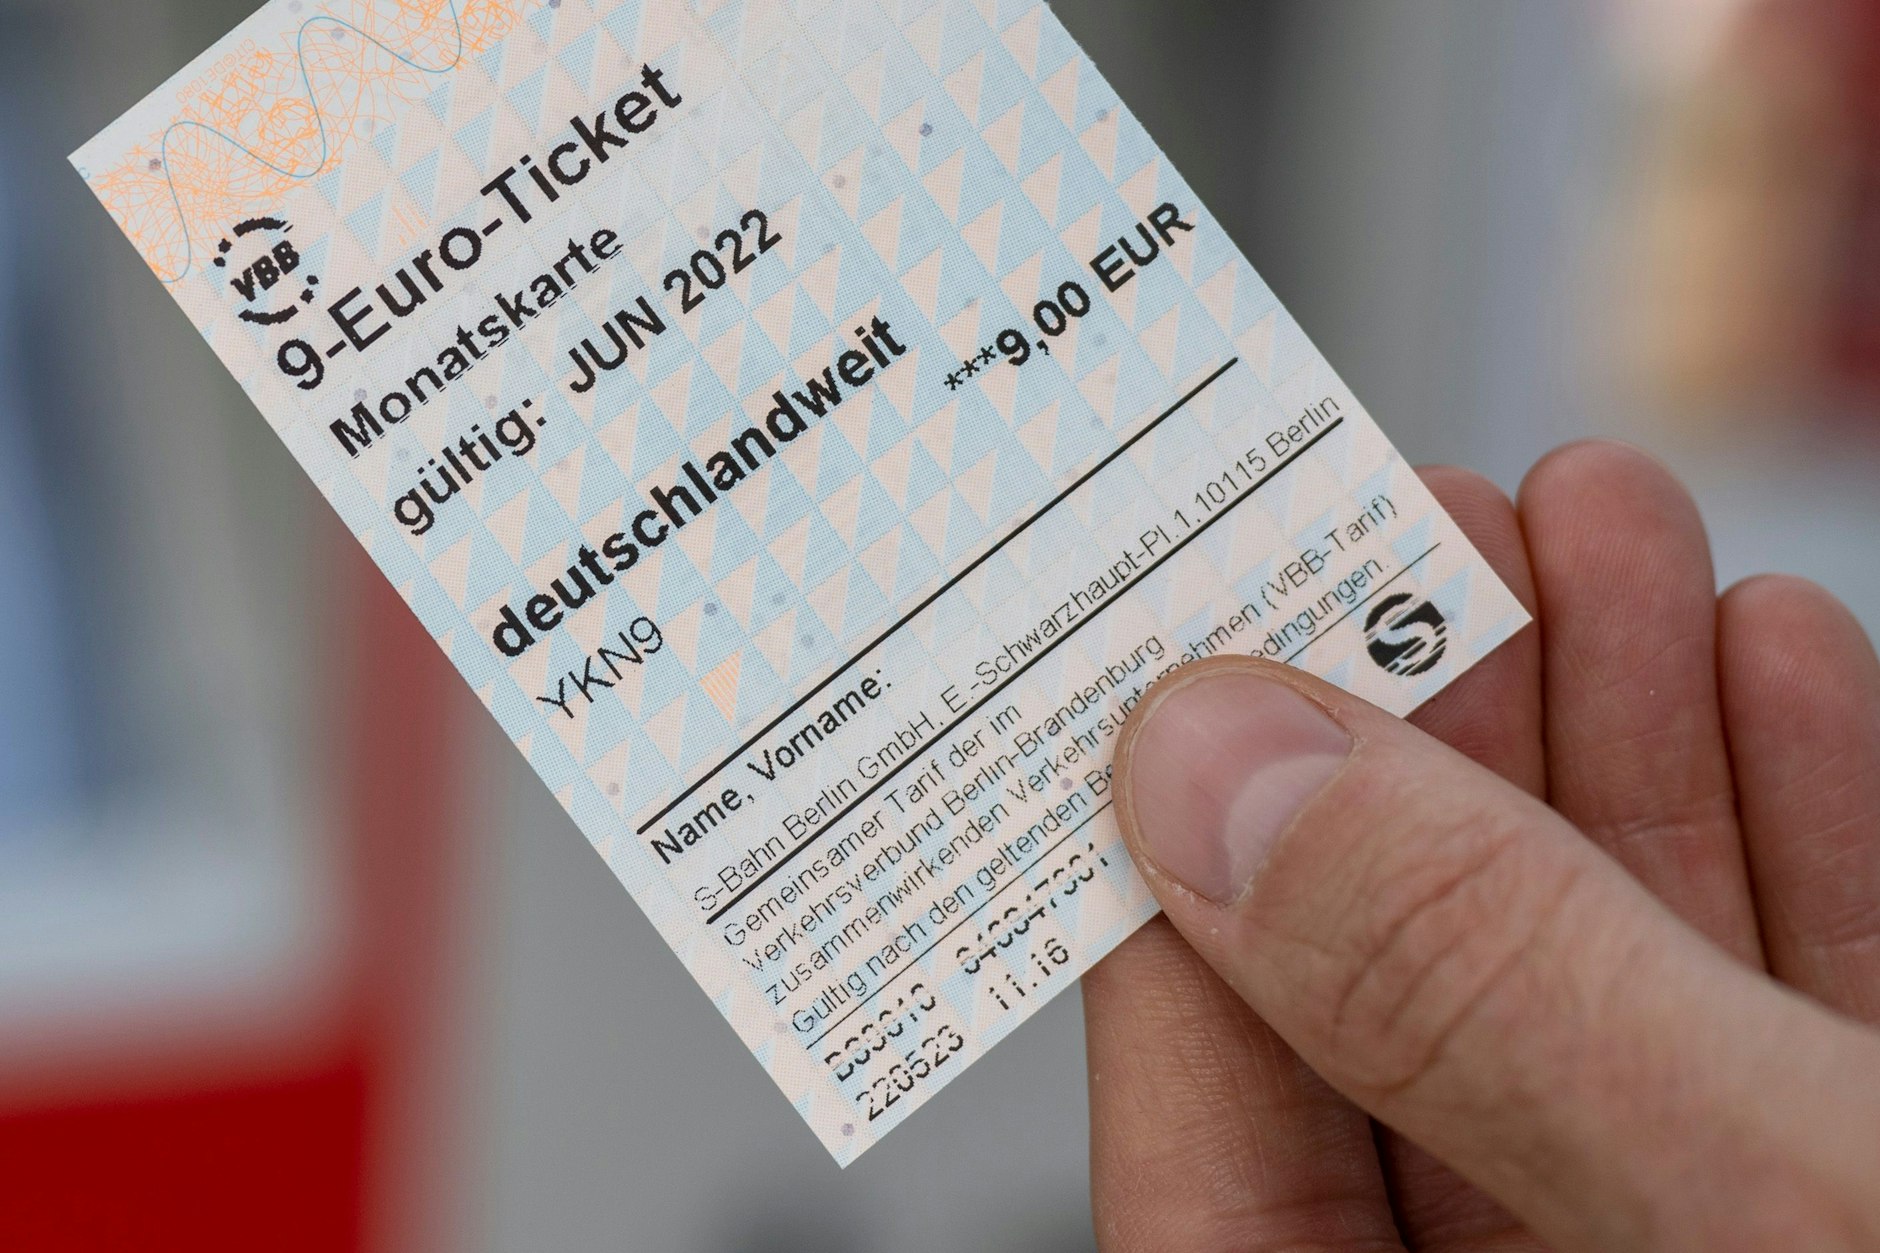 VBB
9-Euro-Ticket
Monatskarte
gültig: JUN 2022
deutschlandweit
***9,00 EUR
YKN9
Name, Vorname:
S-Bahn Berlin GmbH, E.-Schwarzhaupt-Pl.1,10115 Berlin
Gemeinsamer Tarif der im
Verkehrsverbund Berlin-Brandenburg
zusammenwirkenden Verkehrsunternehmen (VBB-Tarif)
Gültig nach den geltenden Be edingungen.
S
220523 11.16